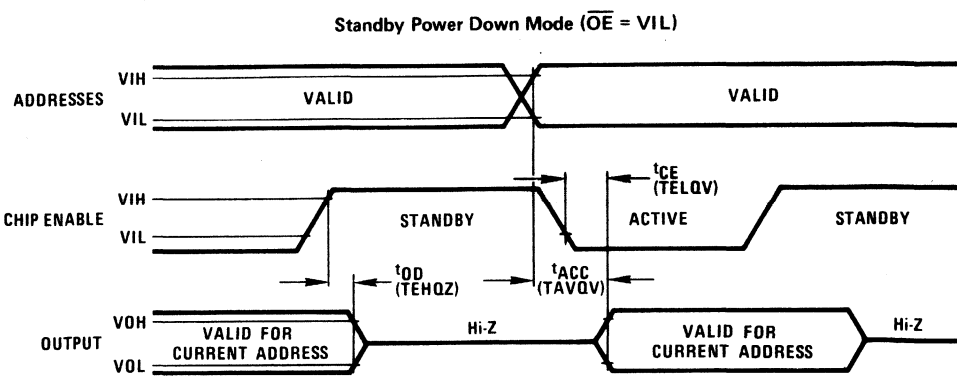 Standby Power Down Mode (OE = VIL)
ADDRESSES
VIH
VIL
VALID
VALID
CHIP ENABLE
VIH
VIL
STANDBY
tCE
(TELQV)
ACTIVE
STANDBY
tOD
(TEHQZ)
tACC
(TAVQV)
OUTPUT
VOH
VOL
VALID FOR
CURRENT ADDRESS
Hi-Z
VALID FOR
CURRENT ADDRESS
Hi-Z